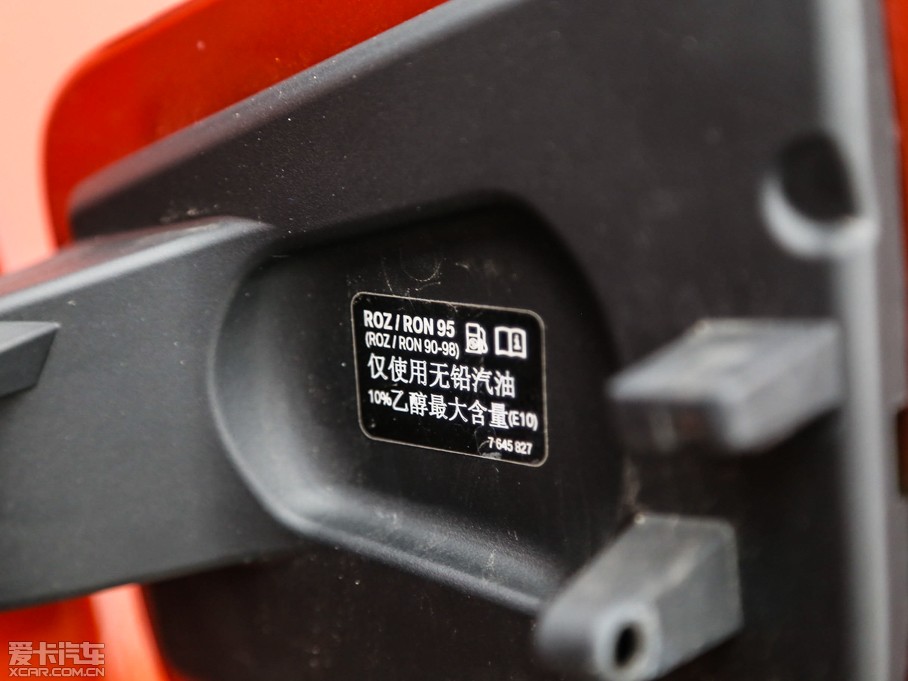 ROZ / RON 95
(ROZ / RON 90-98)
仅使用无铅汽油
10%乙醇最大含量(E10)
7 645 827
爱卡汽车
XCAR.COM.CN